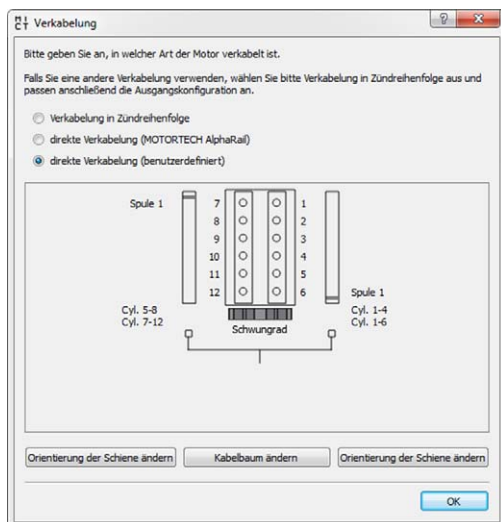 MICT Verkabelung
Bitte geben Sie an, in welcher Art der Motor verkabelt ist.
Falls Sie eine andere Verkabelung verwenden, wählen Sie bitte Verkabelung in Zündreihenfolge aus und
passen anschließend die Ausgangskonfiguration an.
Verkabelung in Zündreihenfolge
direkte Verkabelung (MOTORTECH AlphaRail)
direkte Verkabelung (benutzerdefiniert)
Spule 1
7 1
8 2
9 3
10 4
11 5
12 6
Spule 1
Cyl. 5-8
Cyl. 7-12
Cyl. 1-4
Cyl. 1-6
Schwungrad
Orientierung der Schiene ändern
Kabelbaum ändern
Orientierung der Schiene ändern
OK